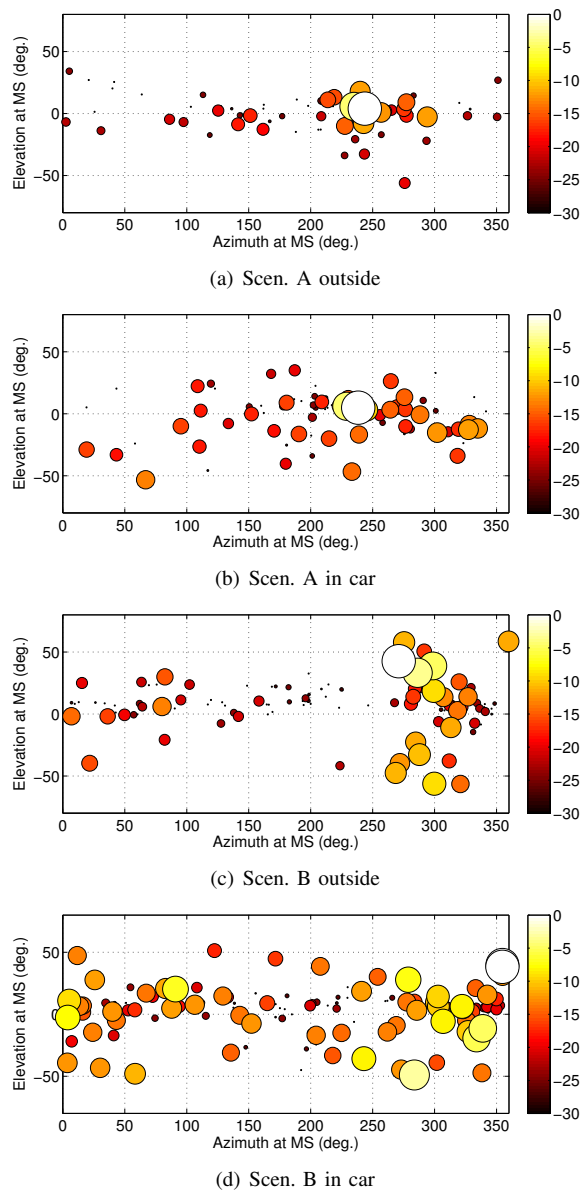 0
50
−5
−10
0
−15
−20
−50
−25
−30
0 50 100 150 200 250 300 350
Elevation at MS (deg.)
Azimuth at MS (deg.)
(a) Scen. A outside
0
50
−5
−10
0
−15
−20
−50
−25
−30
0 50 100 150 200 250 300 350
Elevation at MS (deg.)
Azimuth at MS (deg.)
(b) Scen. A in car
0
50
−5
−10
0
−15
−20
−50
−25
−30
0 50 100 150 200 250 300 350
Elevation at MS (deg.)
Azimuth at MS (deg.)
(c) Scen. B outside
0
50
−5
−10
0
−15
−20
−50
−25
−30
0 50 100 150 200 250 300 350
Elevation at MS (deg.)
Azimuth at MS (deg.)
(d) Scen. B in car